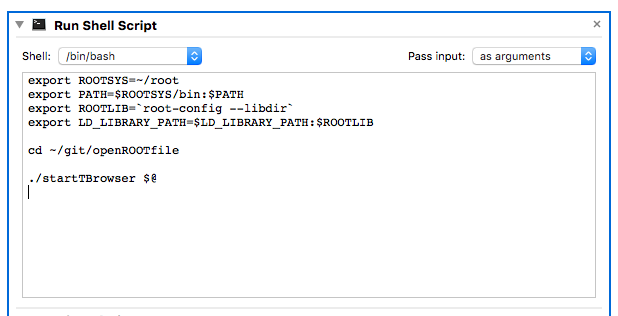 Run Shell Script
Shell: /bin/bash Pass input: as arguments
export ROOTSYS=~/root
export PATH=$ROOTSYS/bin:$PATH
export ROOTLIB=`root-config --libdir`
export LD_LIBRARY_PATH=$LD_LIBRARY_PATH:$ROOTLIB
cd ~/git/openROOTfile
./startTBrowser $@